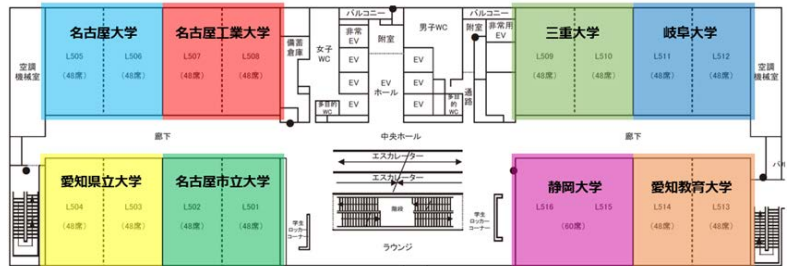 バルコニー
男子WC
バルコニー
名古屋大学
名古屋工業大学
非常
EV
附室
附室
非常用
EV
三重大学
岐阜大学
空調
機械室
L505
L506
L507
L508
備蓄
倉庫
女子
WC
EV
EV
ホール
EV
通路
L509
L510
L511
L512
空調
機械室
(48席)
(48席)
(48席)
(48席)
EV
EV
(48席)
(48席)
(48席)
(48席)
多目的
WC
EV
EV
多目的
WC
廊下
中央ホール
廊下
エスカレーター
エスカレーター
愛知県立大学
名古屋市立大学
静岡大学
愛知教育大学
L504
L503
L502
L501
階段
L516
L515
L514
L513
(48席)
(48席)
(48席)
(48席)
学生
ロッカー
コーナー
ラウンジ
学生
ロッカー
コーナー
(60席)
(48席)
(48席)